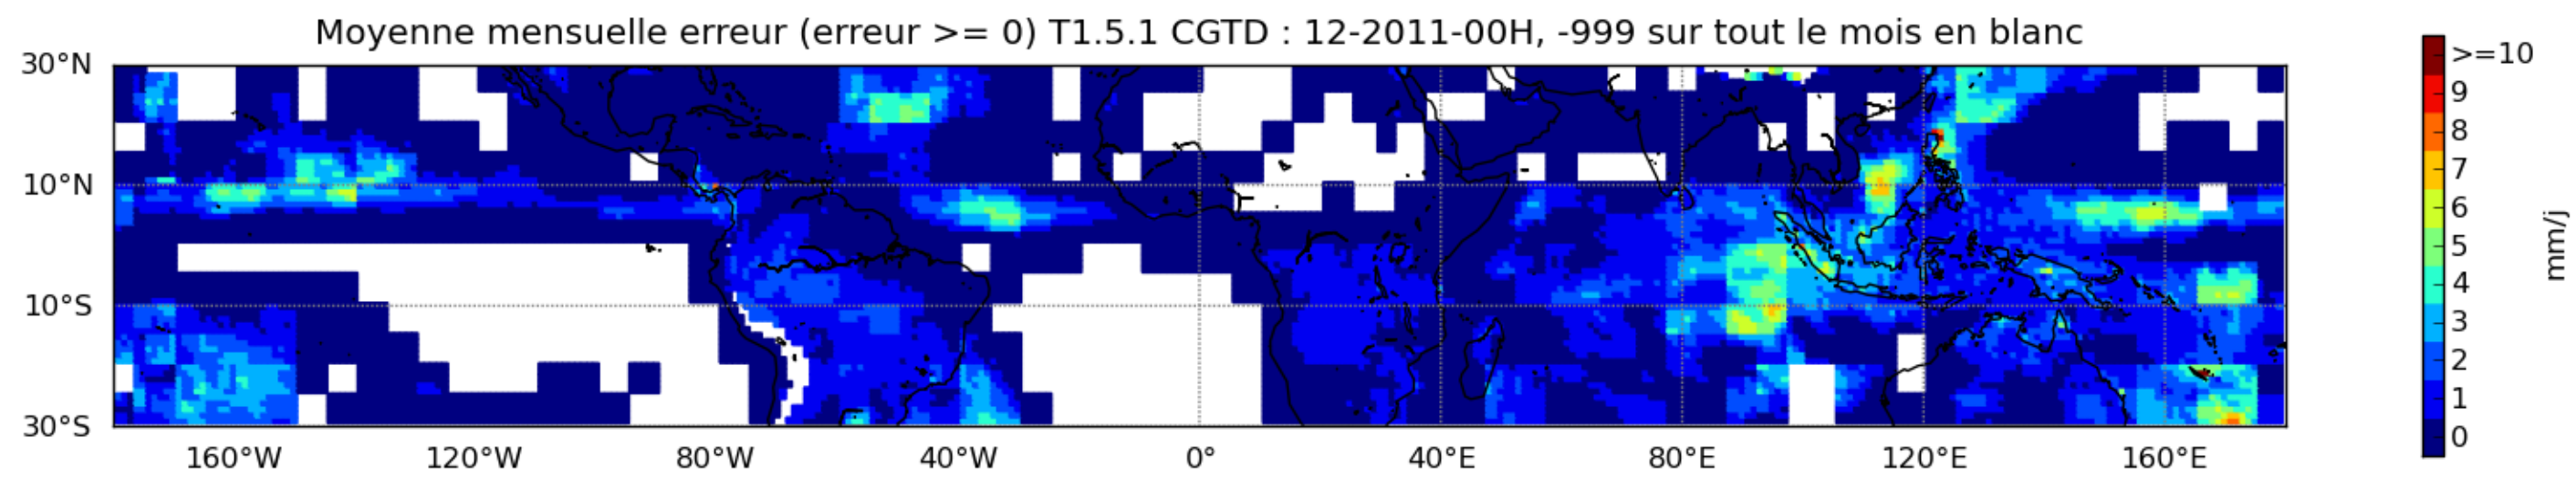 Moyenne mensuelle erreur (erreur >= 0) T1.5.1 CGTD : 12-2011-00H, -999 sur tout le mois en blanc
30°N
10°N
10°S
30°S
160°W 120°W 80°W 40°W 0° 40°E 80°E 120°E 160°E
>=10
9
8
7
6
5
4
3
2
1
0
mm/j